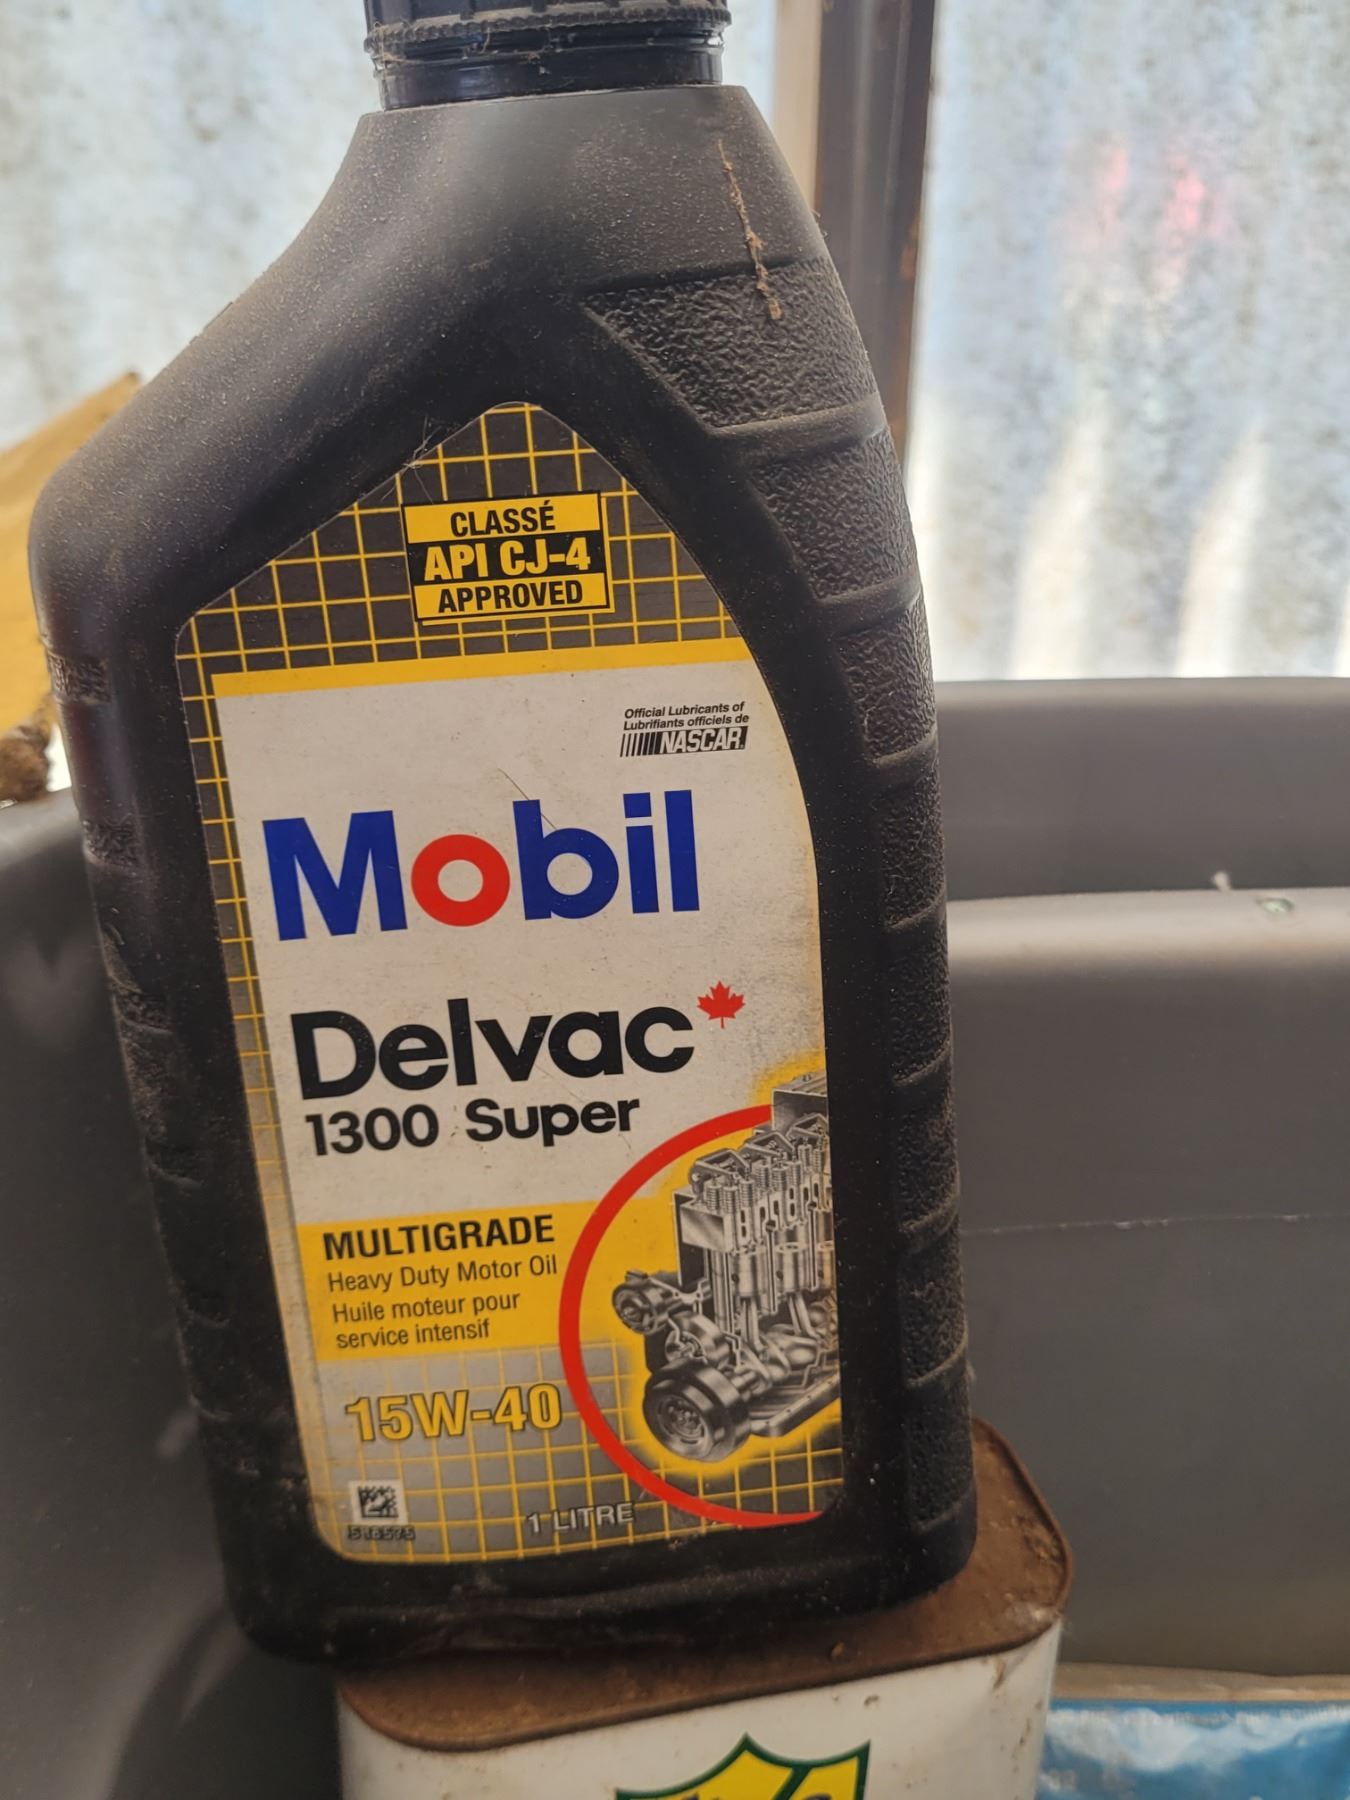 CLASSÉ
API CJ-4
APPROVED
Official Lubricants of
Lubrifiants officiels de
NASCAR
Mobil
Delvac
1300 Super
MULTIGRADE
Heavy Duty Motor Oil
Huile moteur pour
service intensif
15W-40
1 LITRE